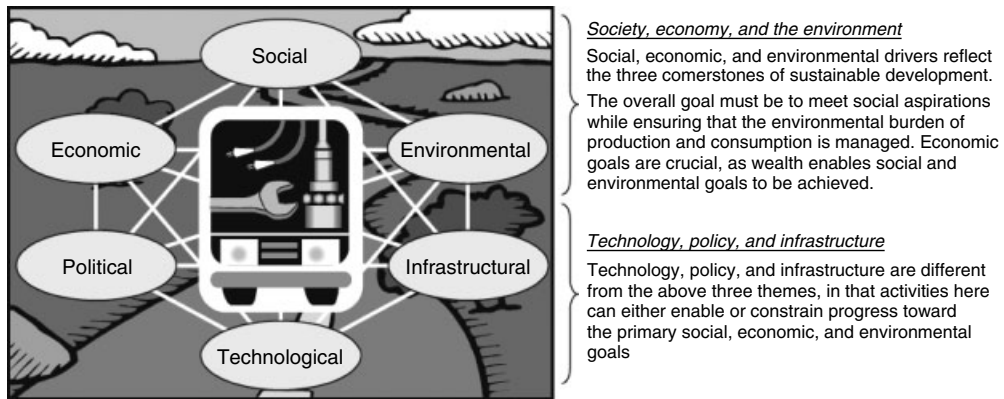 Social
Economic
Environmental
Political
Infrastructural
Technological
Society, economy, and the environment
Social, economic, and environmental drivers reflect
the three cornerstones of sustainable development.
The overall goal must be to meet social aspirations
while ensuring that the environmental burden of
production and consumption is managed. Economic
goals are crucial, as wealth enables social and
environmental goals to be achieved.
Technology, policy, and infrastructure
Technology, policy, and infrastructure are different
from the above three themes, in that activities here
can either enable or constrain progress toward
the primary social, economic, and environmental
goals